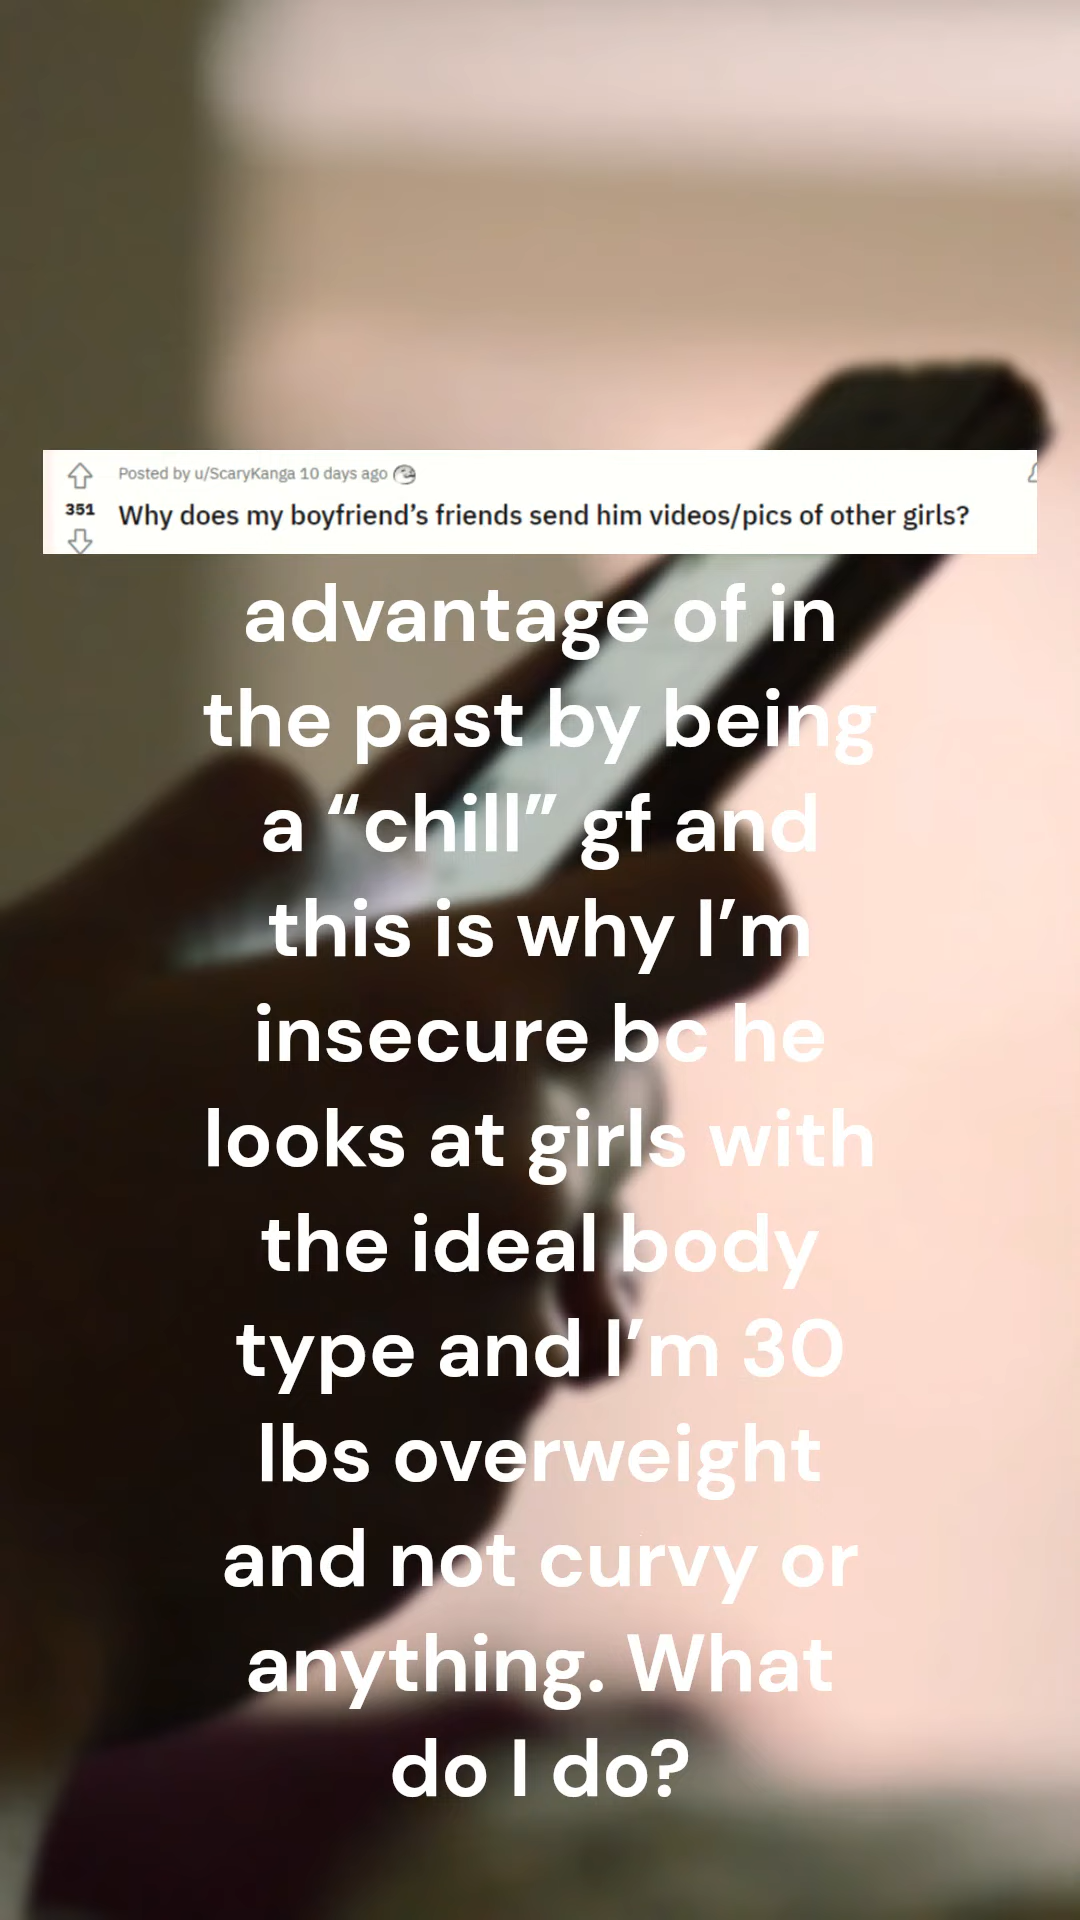 Posted by u/ScaryKanga 10 days ago
351
Why does my boyfriend’s friends send him videos/pics of other girls?
advantage of in
the past by being
a “chill” gf and
this is why I’m
insecure bc he
looks at girls with
the ideal body
type and I’m 30
lbs overweight
and not curvy or
anything. What
do I do?